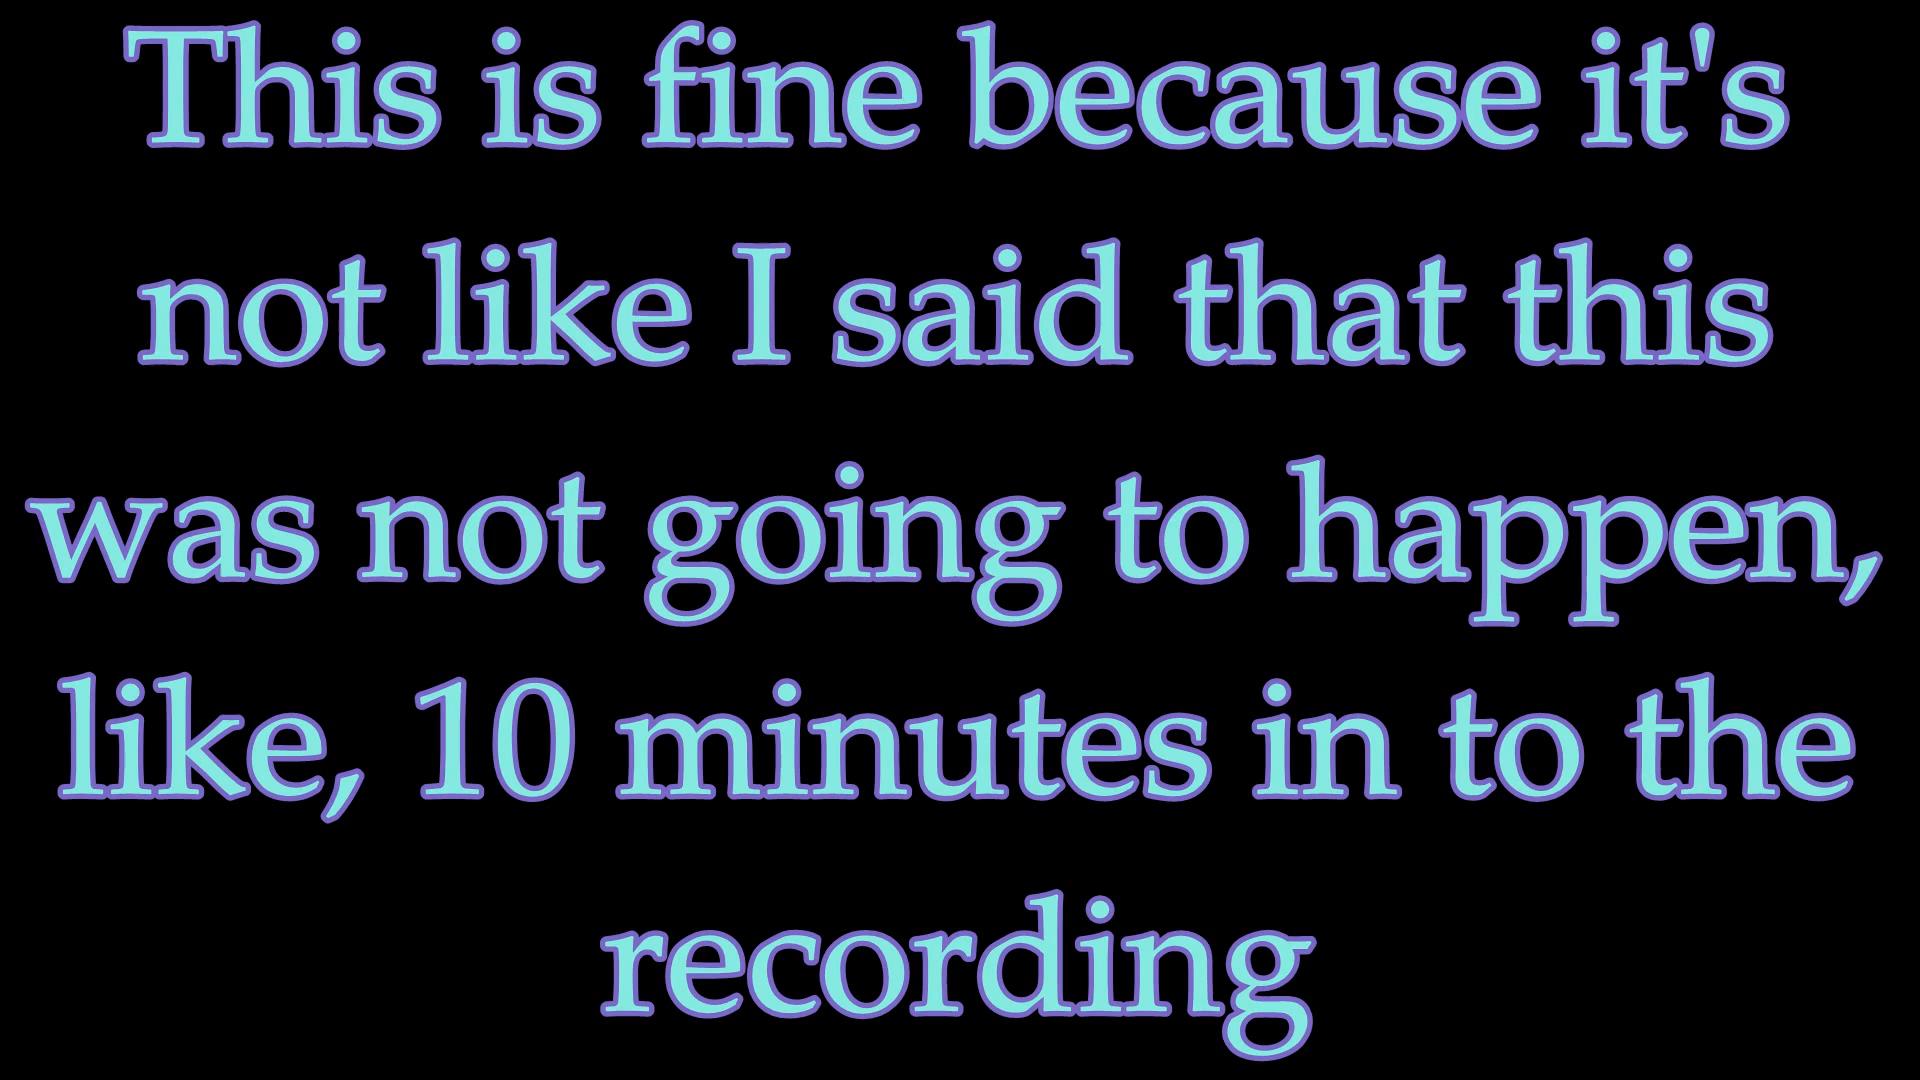 This is fine because it's
not like I said that this
was not going to happen,
like, 10 minutes in to the
recording